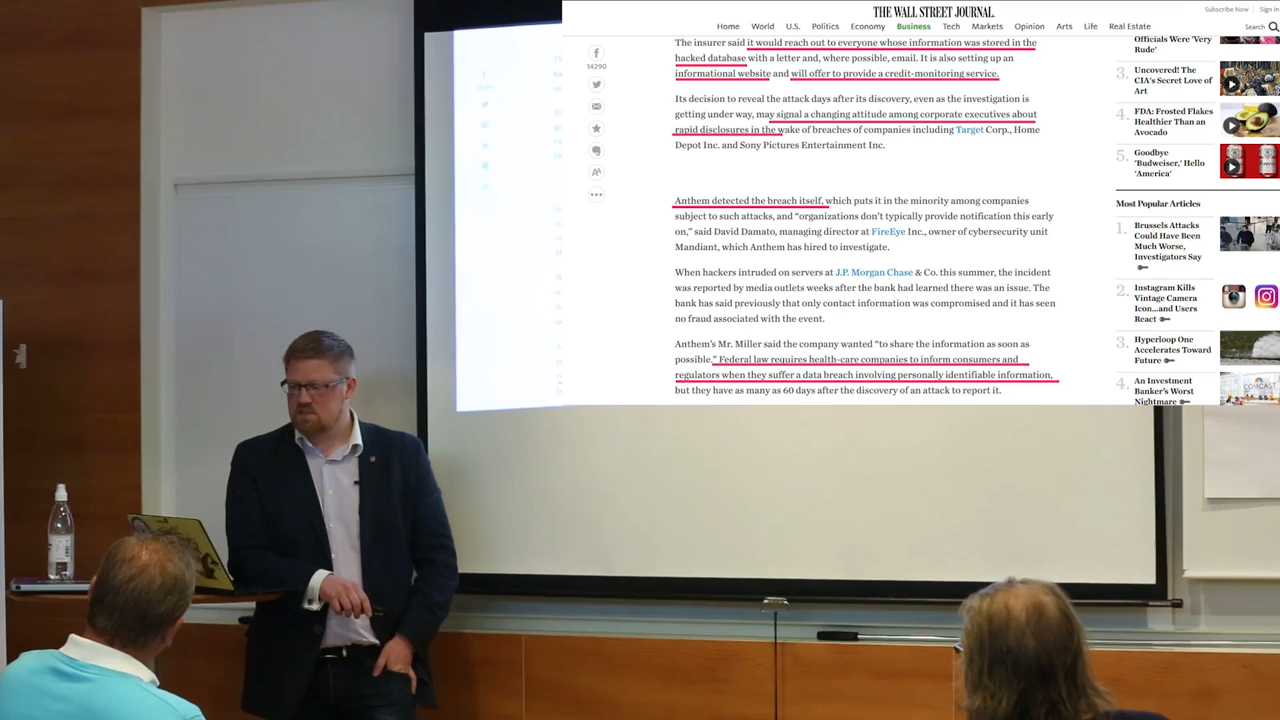 THE WALL STREET JOURNAL.
Subscribe Now | Sign In
Home World U.S. Politics Economy Business Tech Markets Opinion Arts Life Real Estate
Search
14290
The insurer said it would reach out to everyone whose information was stored in the
hacked database with a letter and, where possible, email. It is also setting up an
informational website and will offer to provide a credit-monitoring service.
Its decision to reveal the attack days after its discovery, even as the investigation is
getting under way, may signal a changing attitude among corporate executives about
rapid disclosures in the wake of breaches of companies including Target Corp., Home
Depot Inc. and Sony Pictures Entertainment Inc.
Anthem detected the breach itself, which puts it in the minority among companies
subject to such attacks, and “organizations don’t typically provide notification this early
on,” said David Damato, managing director at FireEye Inc., owner of cybersecurity unit
Mandiant, which Anthem has hired to investigate.
When hackers intruded on servers at J.P. Morgan Chase & Co. this summer, the incident
was reported by media outlets weeks after the bank had learned there was an issue. The
bank has said previously that only contact information was compromised and it has seen
no fraud associated with the event.
Anthem’s Mr. Miller said the company wanted “to share the information as soon as
possible.” Federal law requires health-care companies to inform consumers and
regulators when they suffer a data breach involving personally identifiable information,
but they have as many as 60 days after the discovery of an attack to report it.
Officials Were 'Very
Rude'
3. Uncovered! The
CIA's Secret Love of
Art
4. FDA: Frosted Flakes
Healthier Than an
Avocado
5. Goodbye
'Budweiser,' Hello
'America'
Most Popular Articles
1. Brussels Attacks
Could Have Been
Much Worse,
Investigators Say
2. Instagram Kills
Vintage Camera
Icon...and Users
React
3. Hyperloop One
Accelerates Toward
Future
4. An Investment
Banker's Worst
Nightmare